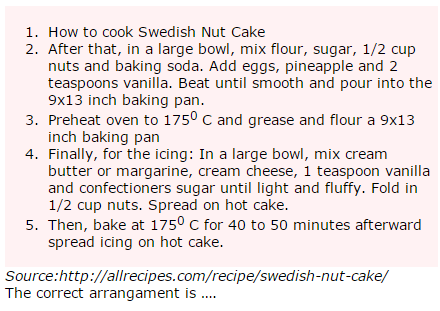 1. How to cook Swedish Nut Cake
2. After that, in a large bowl, mix flour, sugar, 1/2 cup
nuts and baking soda. Add eggs, pineapple and 2
teaspoons vanilla. Beat until smooth and pour into the
9x13 inch baking pan.
3. Preheat oven to 175⁰ C and grease and flour a 9x13
inch baking pan
4. Finally, for the icing: In a large bowl, mix cream
butter or margarine, cream cheese, 1 teaspoon vanilla
and confectioners sugar until light and fluffy. Fold in
1/2 cup nuts. Spread on hot cake.
5. Then, bake at 175⁰ C for 40 to 50 minutes afterward
spread icing on hot cake.
Source:http://allrecipes.com/recipe/swedish-nut-cake/
The correct arrangament is ....